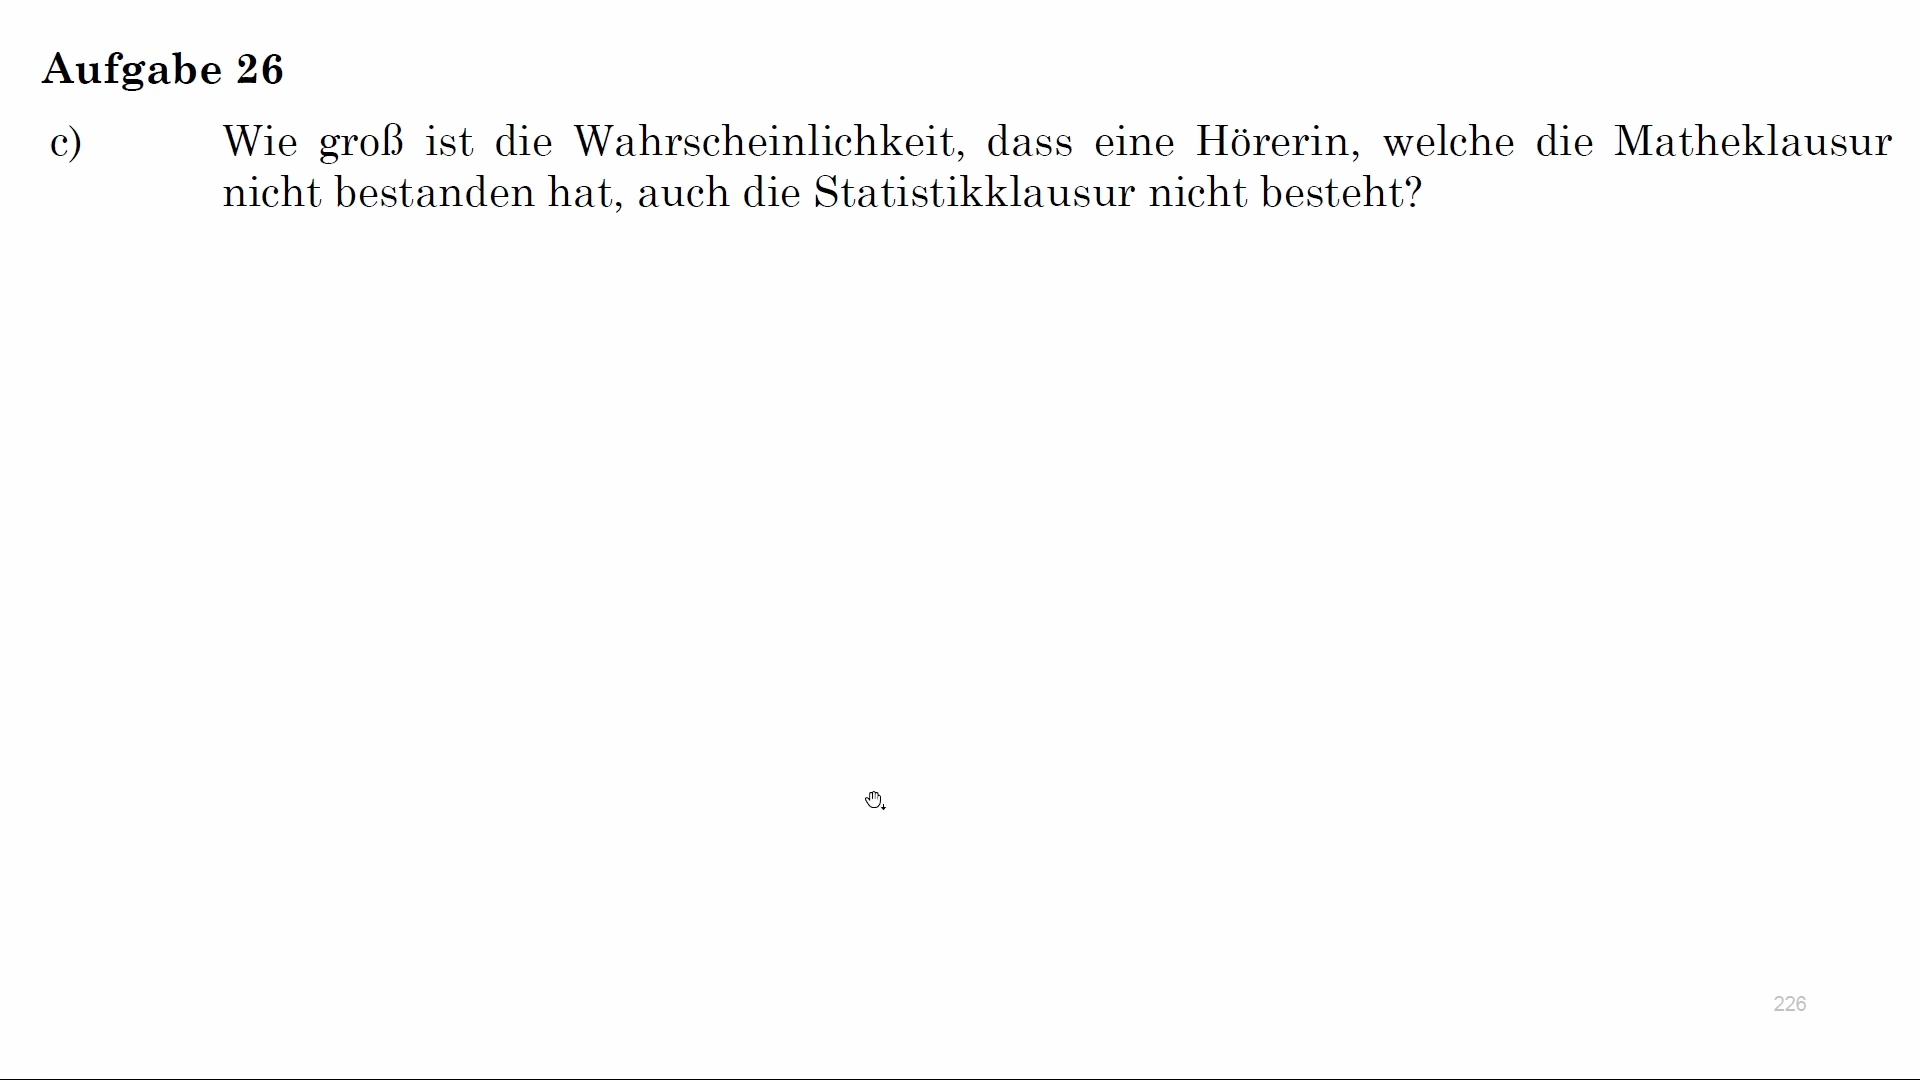 Aufgabe 26
c) Wie groß ist die Wahrscheinlichkeit, dass eine Hörerin, welche die Matheklausur
nicht bestanden hat, auch die Statistikklausur nicht besteht?
226